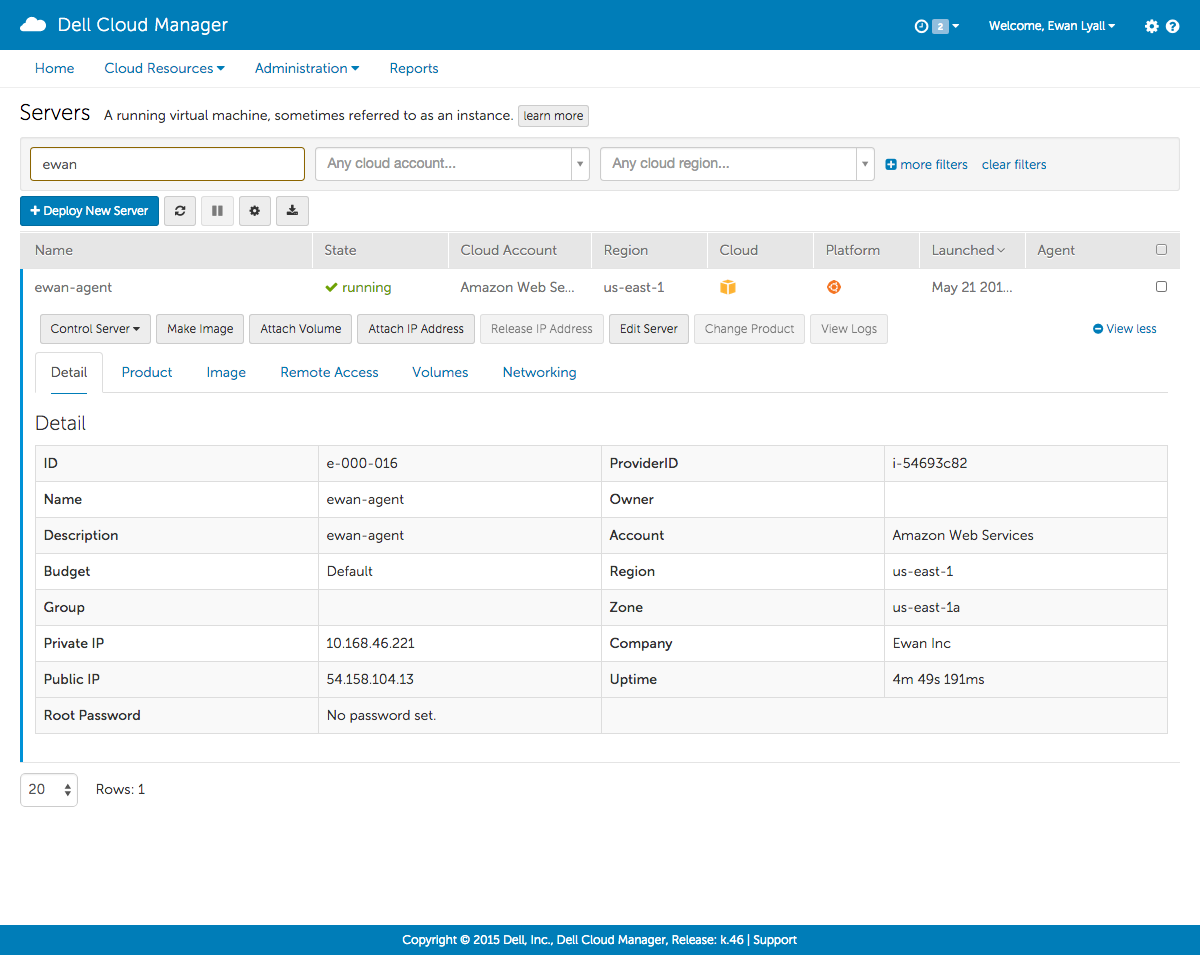 Dell Cloud Manager 2 Welcome, Ewan Lyall
Home Cloud Resources Administration Reports
Servers A running virtual machine, sometimes referred to as an instance. learn more
ewan Any cloud account... Any cloud region... more filters clear filters
Deploy New Server
Name State Cloud Account Region Cloud Platform Launched Agent
ewan-agent running Amazon Web Se... us-east-1 May 21 201...
Control Server Make Image Attach Volume Attach IP Address Release IP Address Edit Server Change Product View Logs View less
Detail Product Image Remote Access Volumes Networking
Detail
ID e-000-016 ProviderID i-54693c82
Name ewan-agent Owner
Description ewan-agent Account Amazon Web Services
Budget Default Region us-east-1
Group Zone us-east-1a
Private IP 10.168.46.221 Company Ewan Inc
Public IP 54.158.104.13 Uptime 4m 49s 191ms
Root Password No password set.
20 Rows: 1
Copyright © 2015 Dell, Inc., Dell Cloud Manager, Release: k.46 | Support